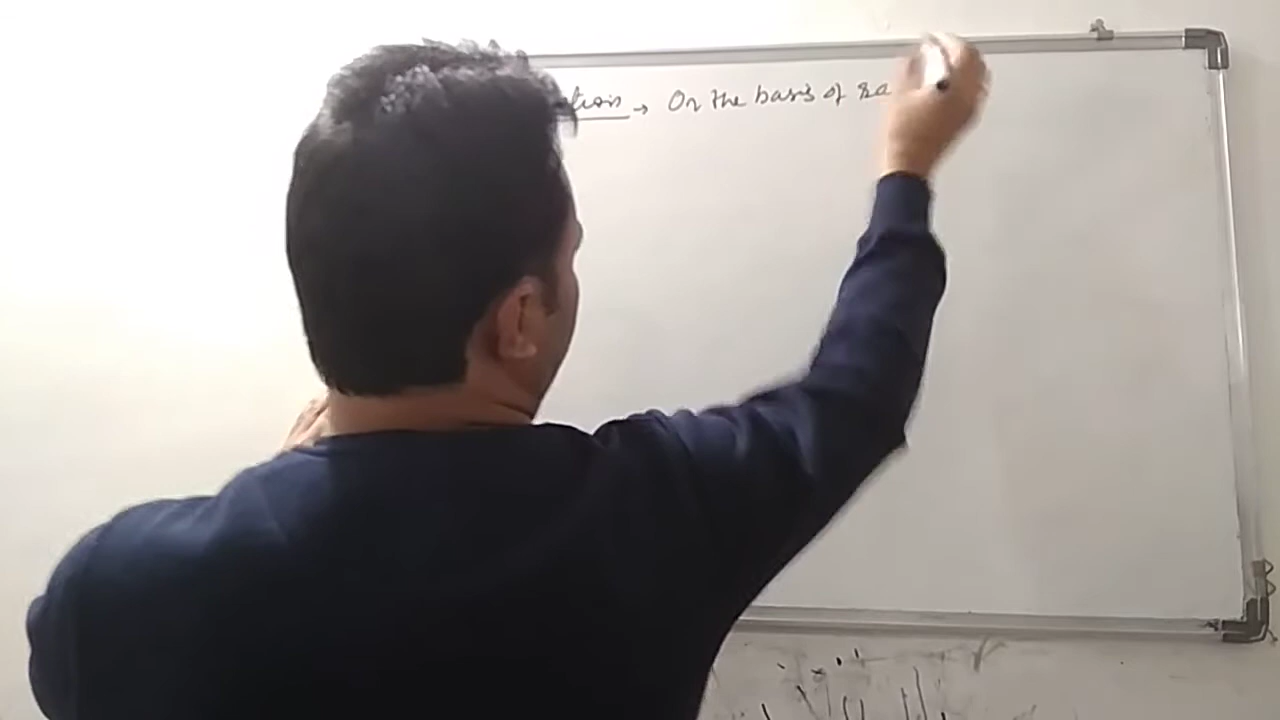 tion → On the basis of